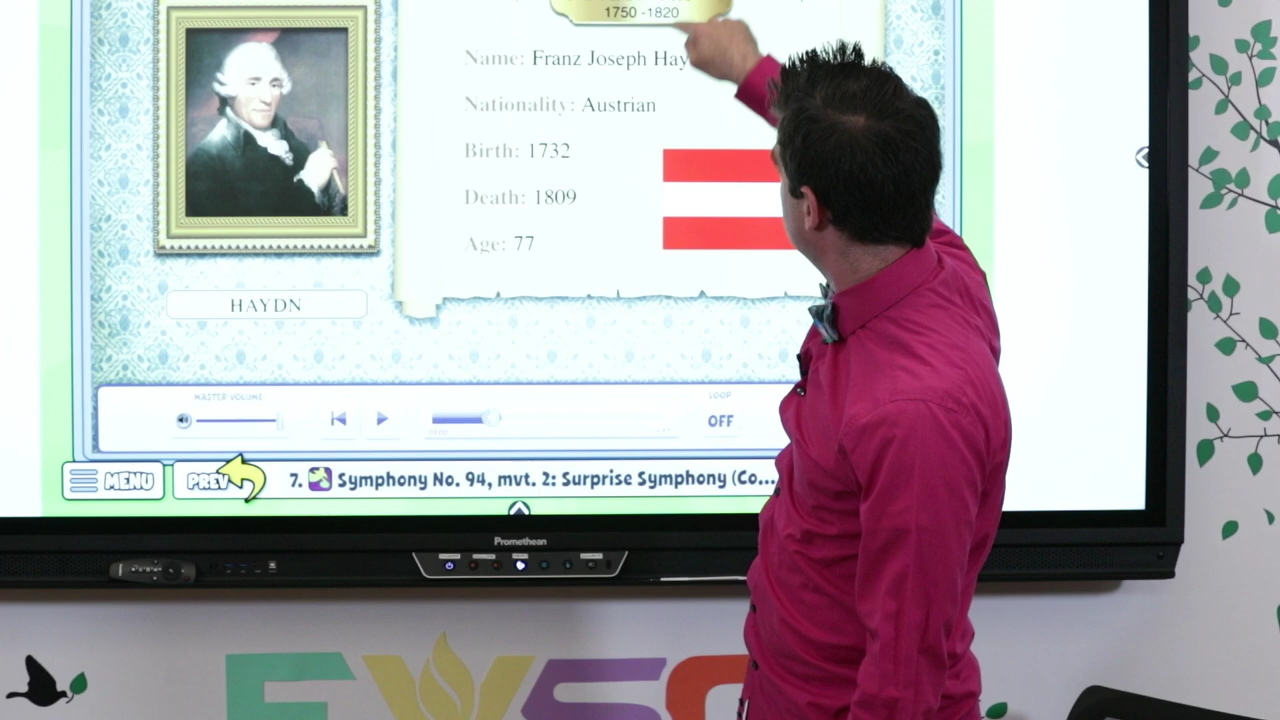 1750 -1820
Name: Franz Joseph Hay
Nationality: Austrian
Birth: 1732
Death: 1809
Age: 77
HAYDN
MASTER VOLUME
LOOP
OFF
MENU
PREV
7. Symphony No. 94, mvt. 2: Surprise Symphony (Co...
Promethean